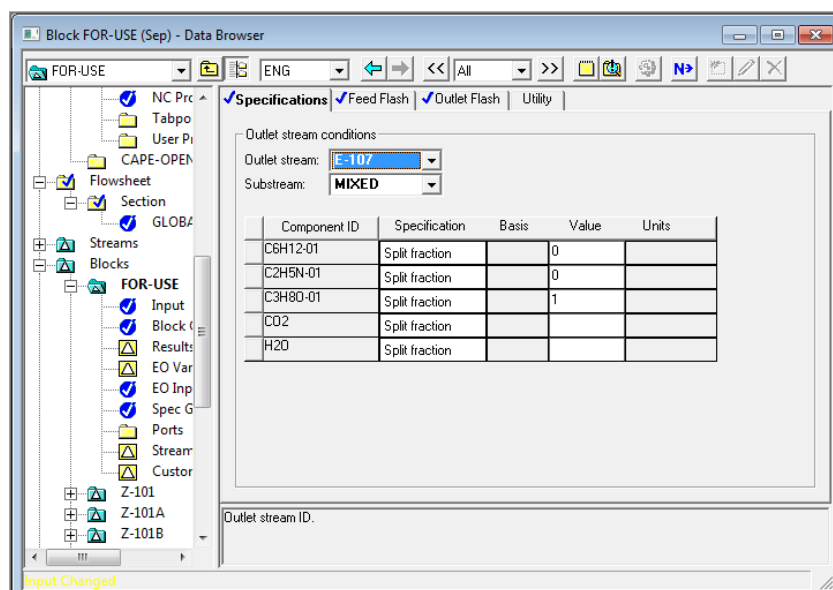 Block FOR-USE (Sep) - Data Browser
FOR-USE ENG << All >> N
NC Pro
Tabpo
User Pr
CAPE-OPEN
Flowsheet
Section
GLOBA
Streams
Blocks
FOR-USE
Input
Block
Results
EO Var
EO Inp
Spec G
Ports
Stream
Custor
Z-101
Z-101A
Z-101B
Specifications Feed Flash Outlet Flash Utility
Outlet stream conditions
Outlet stream: E-107
Substream: MIXED
Component ID Specification Basis Value Units
C6H12-01 Split fraction 0
C2H5N-01 Split fraction 0
C3H8O-01 Split fraction 1
CO2 Split fraction
H2O Split fraction
Outlet stream ID.
Input Changed